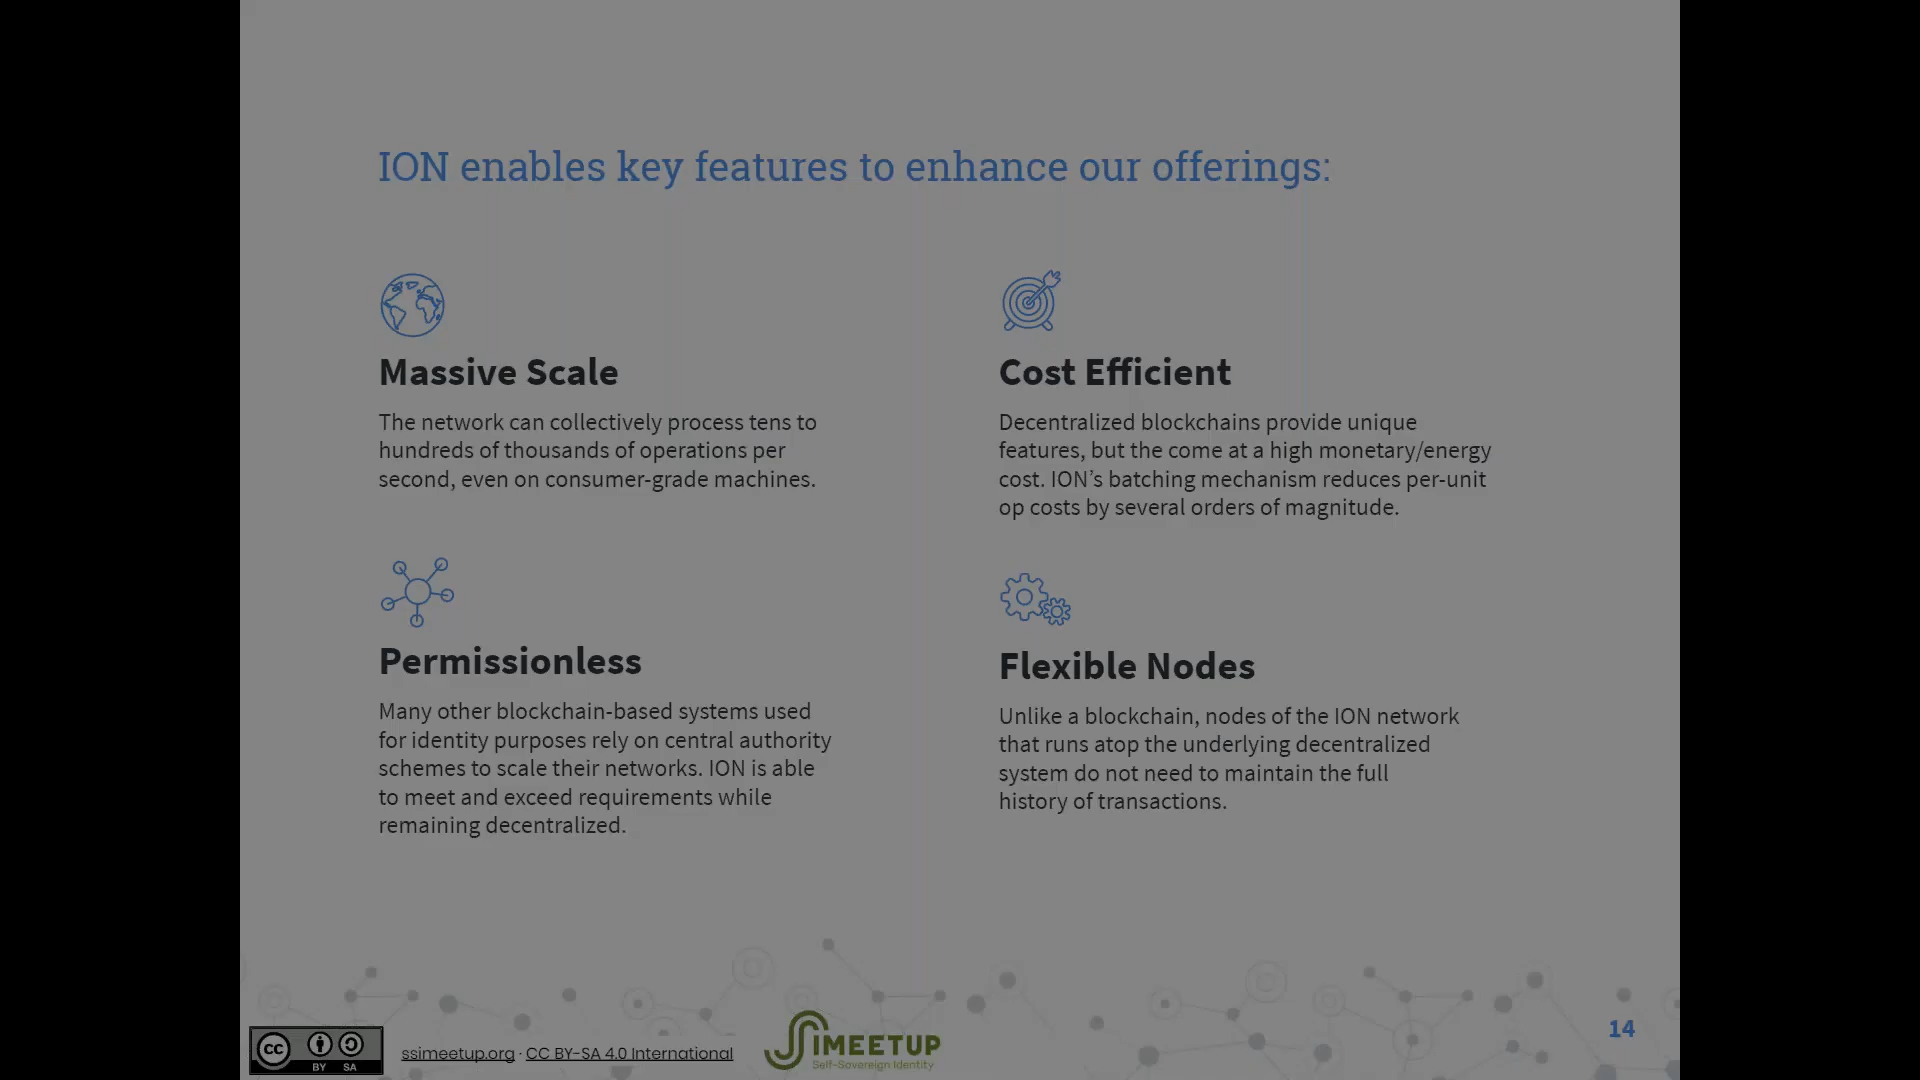 ION enables key features to enhance our offerings:
Massive Scale
The network can collectively process tens to
hundreds of thousands of operations per
second, even on consumer-grade machines.
Cost Efficient
Decentralized blockchains provide unique
features, but the come at a high monetary/energy
cost. ION’s batching mechanism reduces per-unit
op costs by several orders of magnitude.
Permissionless
Many other blockchain-based systems used
for identity purposes rely on central authority
schemes to scale their networks. ION is able
to meet and exceed requirements while
remaining decentralized.
Flexible Nodes
Unlike a blockchain, nodes of the ION network
that runs atop the underlying decentralized
system do not need to maintain the full
history of transactions.
14
cc BY SA
ssimeetup.org · CC BY-SA 4.0 International
SSIMEETUP
Self-Sovereign Identity